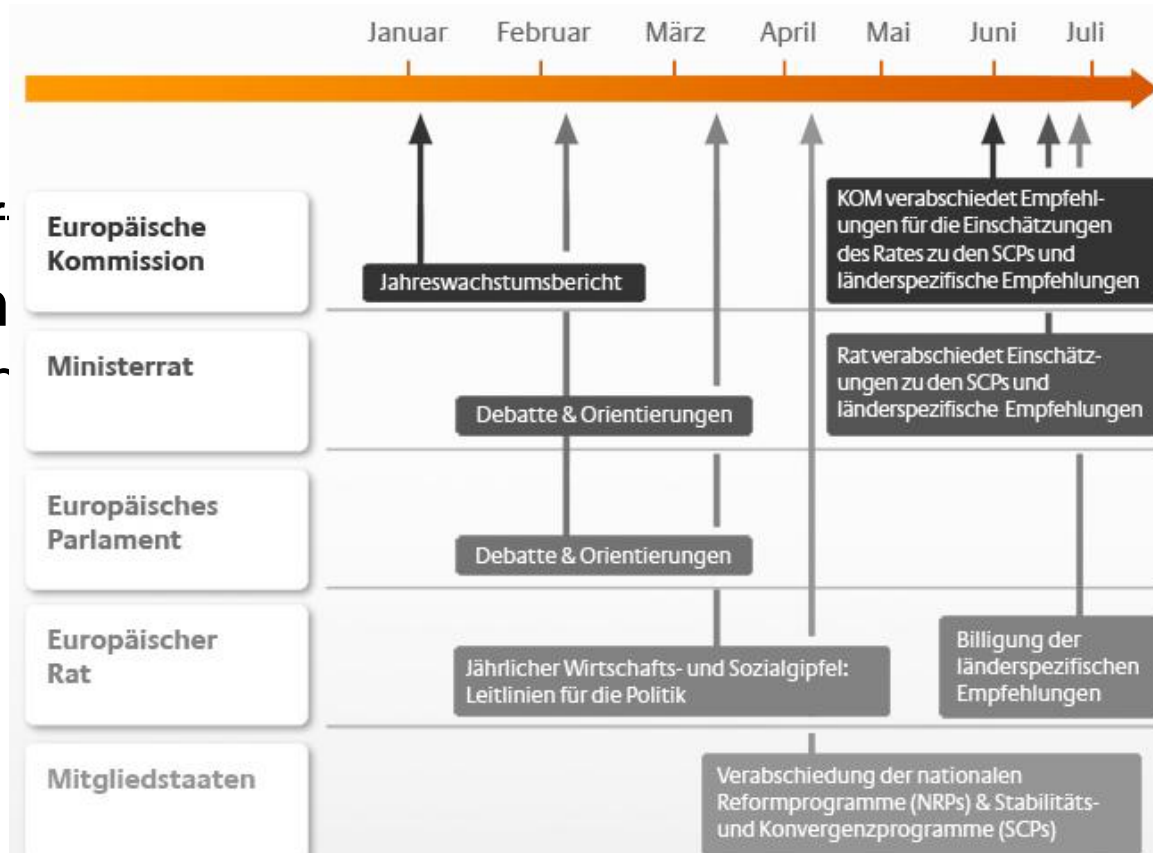 Januar Februar März April Mai Juni Juli
Europäische
Kommission
Jahreswachstumsbericht
KOM verabschiedet Empfehl-
ungen für die Einschätzungen
des Rates zu den SCPs und
länderspezifische Empfehlungen
Ministerrat
Debatte & Orientierungen
Rat verabschiedet Einschätz-
ungen zu den SCPs und
länderspezifische Empfehlungen
Europäisches
Parlament
Debatte & Orientierungen
Europäischer
Rat
Jährlicher Wirtschafts- und Sozialgipfel:
Leitlinien für die Politik
Billigung der
länderspezifischen
Empfehlungen
Mitgliedstaaten
Verabschiedung der nationalen
Reformprogramme (NRPs) & Stabilitäts-
und Konvergenzprogramme (SCPs)